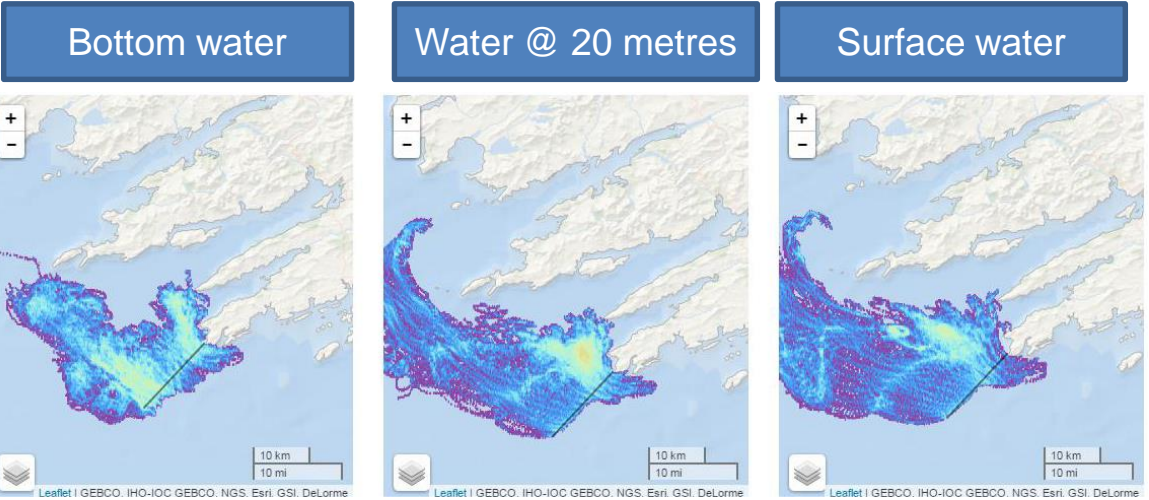 Bottom water
Water @ 20 metres
Surface water
+
-
10 km
10 mi
Leaflet | GEBCO, IHO-IOC GEBCO, NGS, Esri, GSI, DeLorme
+
-
10 km
10 mi
Leaflet | GEBCO, IHO-IOC GEBCO, NGS, Esri, GSI, DeLorme
+
-
10 km
10 mi
Leaflet | GEBCO, IHO-IOC GEBCO, NGS, Esri, GSI, DeLorme